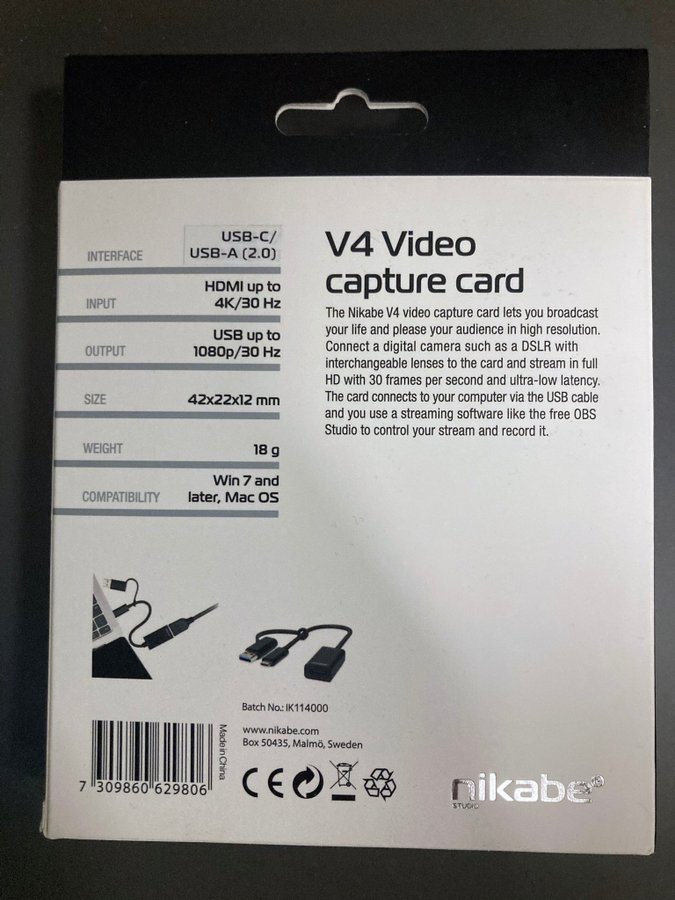 INTERFACE
USB-C/
USB-A (2.0)
INPUT
HDMI up to
4K/30 Hz
OUTPUT
USB up to
1080p/30 Hz
SIZE
42x22x12 mm
WEIGHT
18 g
COMPATIBILITY
Win 7 and
later, Mac OS
V4 Video
capture card
The Nikabe V4 video capture card lets you broadcast
your life and please your audience in high resolution.
Connect a digital camera such as a DSLR with
interchangeable lenses to the card and stream in full
HD with 30 frames per second and ultra-low latency.
The card connects to your computer via the USB cable
and you use a streaming software like the free OBS
Studio to control your stream and record it.
Batch No.: IK114000
www.nikabe.com
Box 50435, Malmö, Sweden
Made in China
7 309860 629806
CE
nikabe
STUDIO